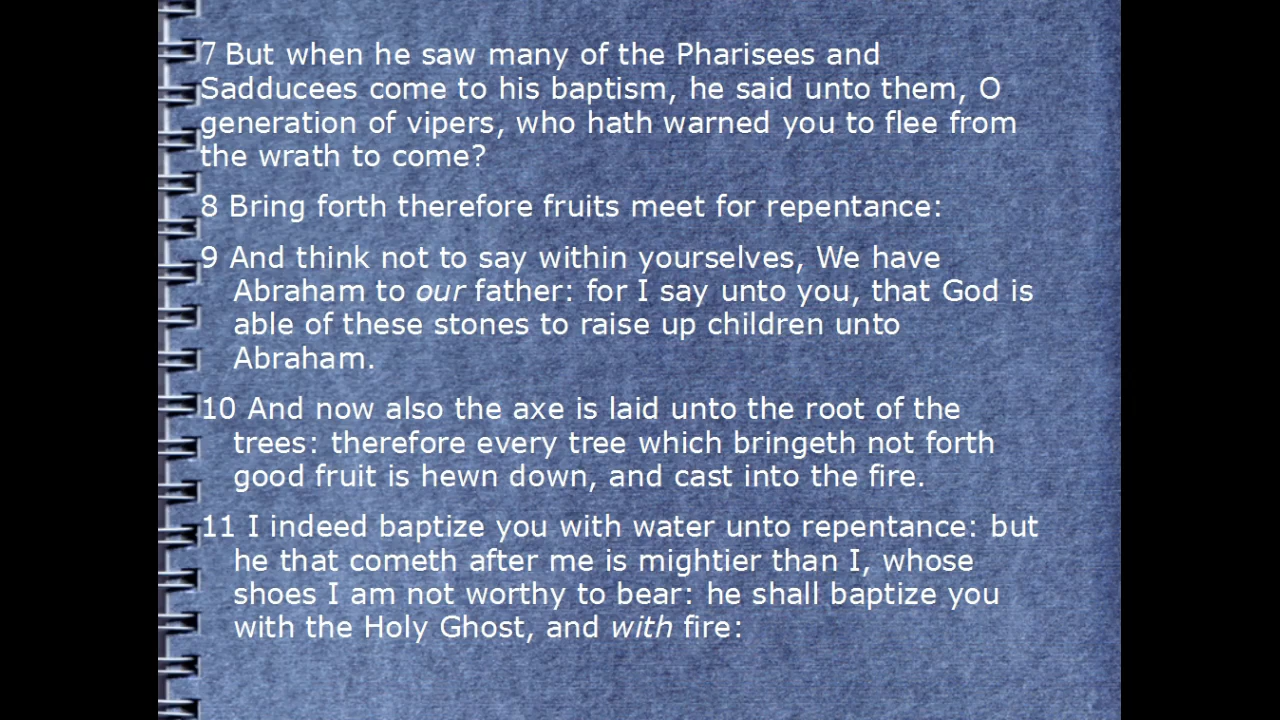 7 But when he saw many of the Pharisees and
Sadducees come to his baptism, he said unto them, O
generation of vipers, who hath warned you to flee from
the wrath to come?
8 Bring forth therefore fruits meet for repentance:
9 And think not to say within yourselves, We have
Abraham to our father: for I say unto you, that God is
able of these stones to raise up children unto
Abraham.
10 And now also the axe is laid unto the root of the
trees: therefore every tree which bringeth not forth
good fruit is hewn down, and cast into the fire.
11 I indeed baptize you with water unto repentance: but
he that cometh after me is mightier than I, whose
shoes I am not worthy to bear: he shall baptize you
with the Holy Ghost, and with fire: